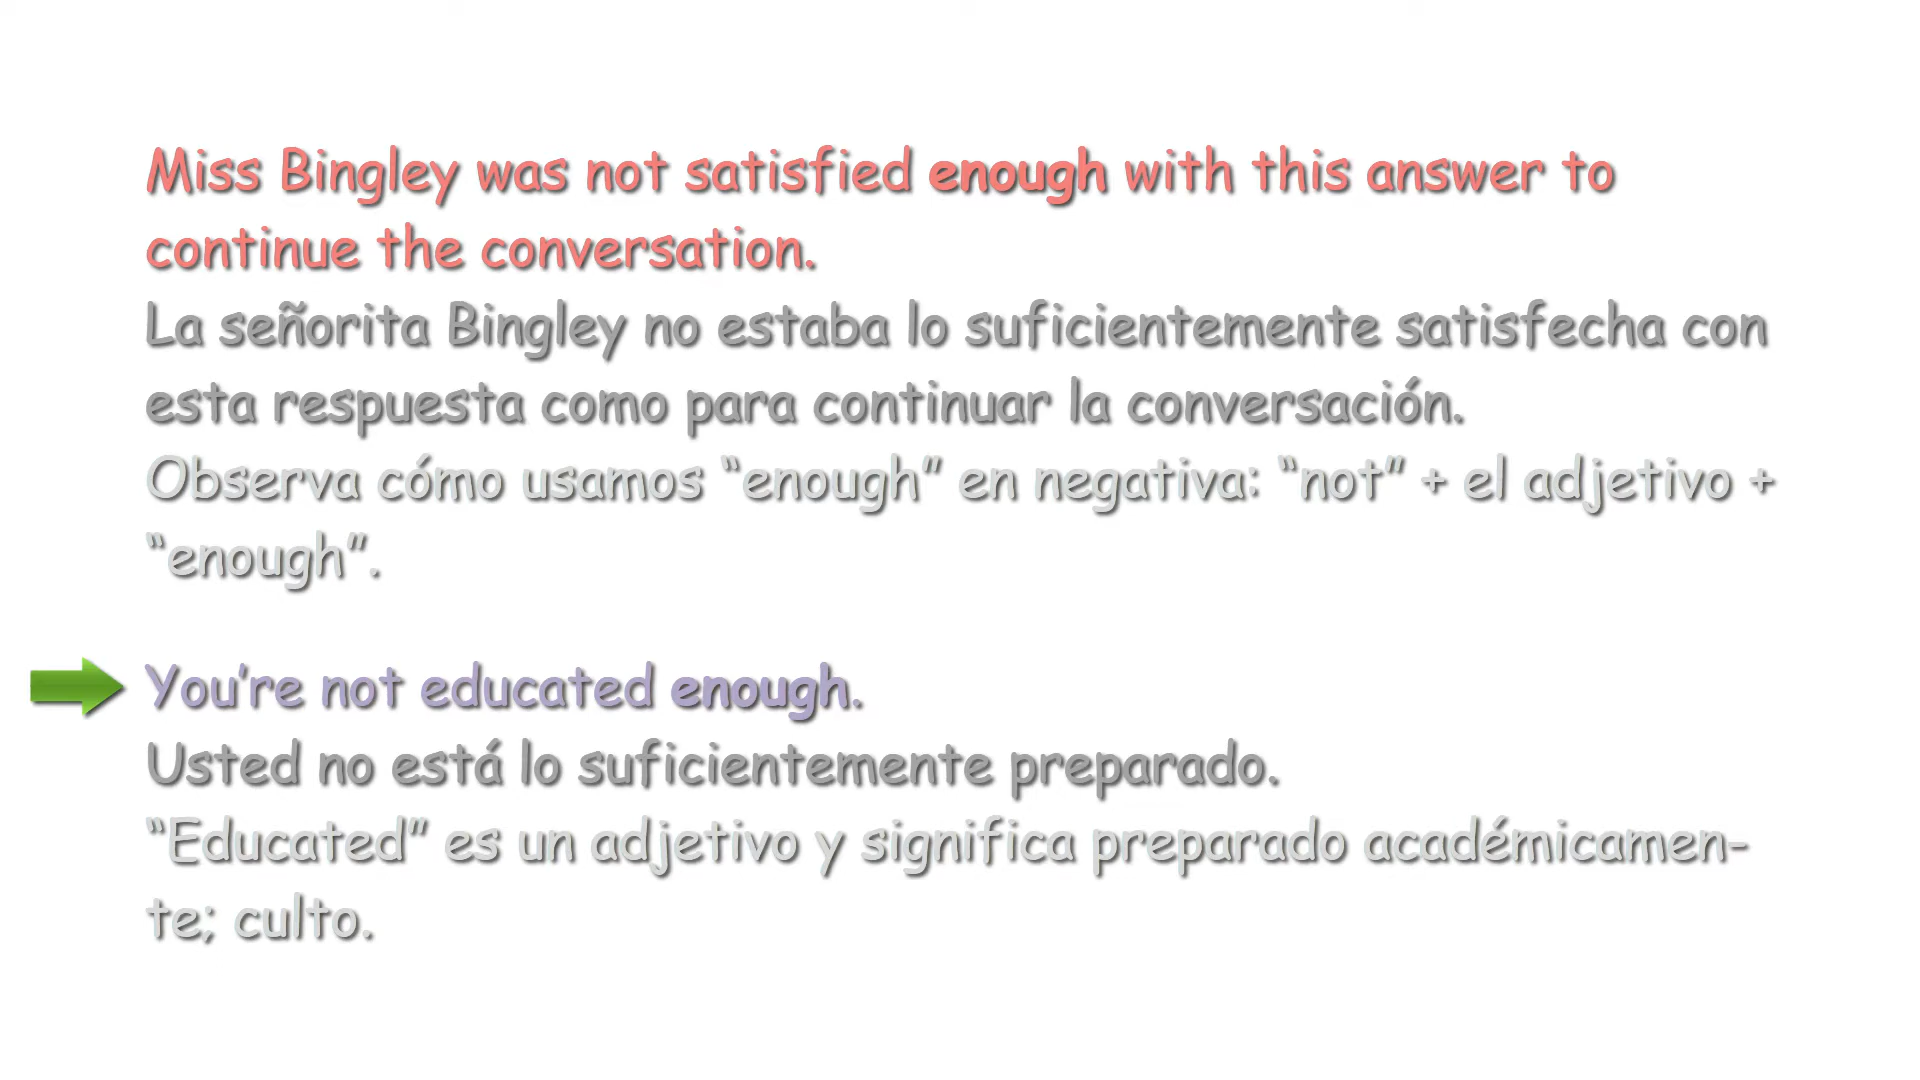 Miss Bingley was not satisfied enough with this answer to
continue the conversation.
La señorita Bingley no estaba lo suficientemente satisfecha con
esta respuesta como para continuar la conversación.
Observa cómo usamos “enough” en negativa: “not” + el adjetivo +
“enough”.
You’re not educated enough.
Usted no está lo suficientemente preparado.
“Educated” es un adjetivo y significa preparado académicamen-
te; culto.